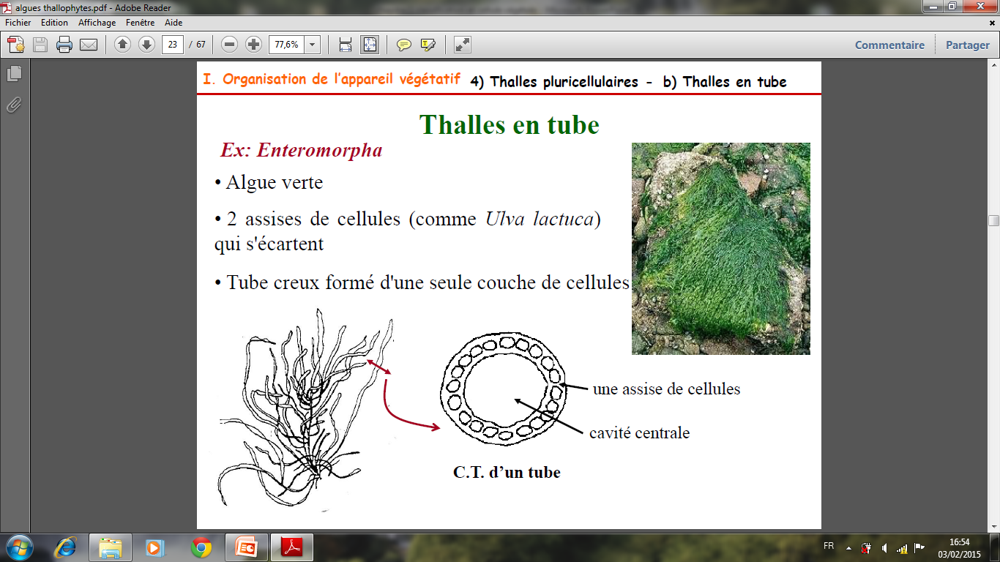 algues thallophytes.pdf - Adobe Reader
Fichier Edition Affichage Fenêtre Aide
23 / 67 77,6% Commentaire Partager
I. Organisation de l'appareil végétatif 4) Thalles pluricellulaires - b) Thalles en tube
Thalles en tube
Ex: Enteromorpha
• Algue verte
• 2 assises de cellules (comme Ulva lactuca)
qui s'écartent
• Tube creux formé d'une seule couche de cellules
une assise de cellules
cavité centrale
C.T. d’un tube
FR 16:54
03/02/2015